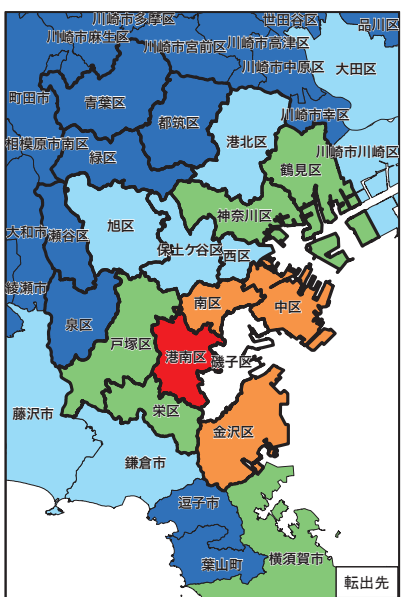 川崎市多摩区
世田谷区
品川区
川崎市麻生区
川崎市宮前区
川崎市高津区
川崎市中原区
大田区
町田市
青葉区
都筑区
川崎市幸区
港北区
相模原市南区
緑区
川崎市川崎区
鶴見区
神奈川区
旭区
大和市
瀬谷区
保土ケ谷区
西区
綾瀬市
南区
中区
泉区
戸塚区
港南区
磯子区
藤沢市
栄区
金沢区
鎌倉市
逗子市
葉山町
横須賀市
転出先